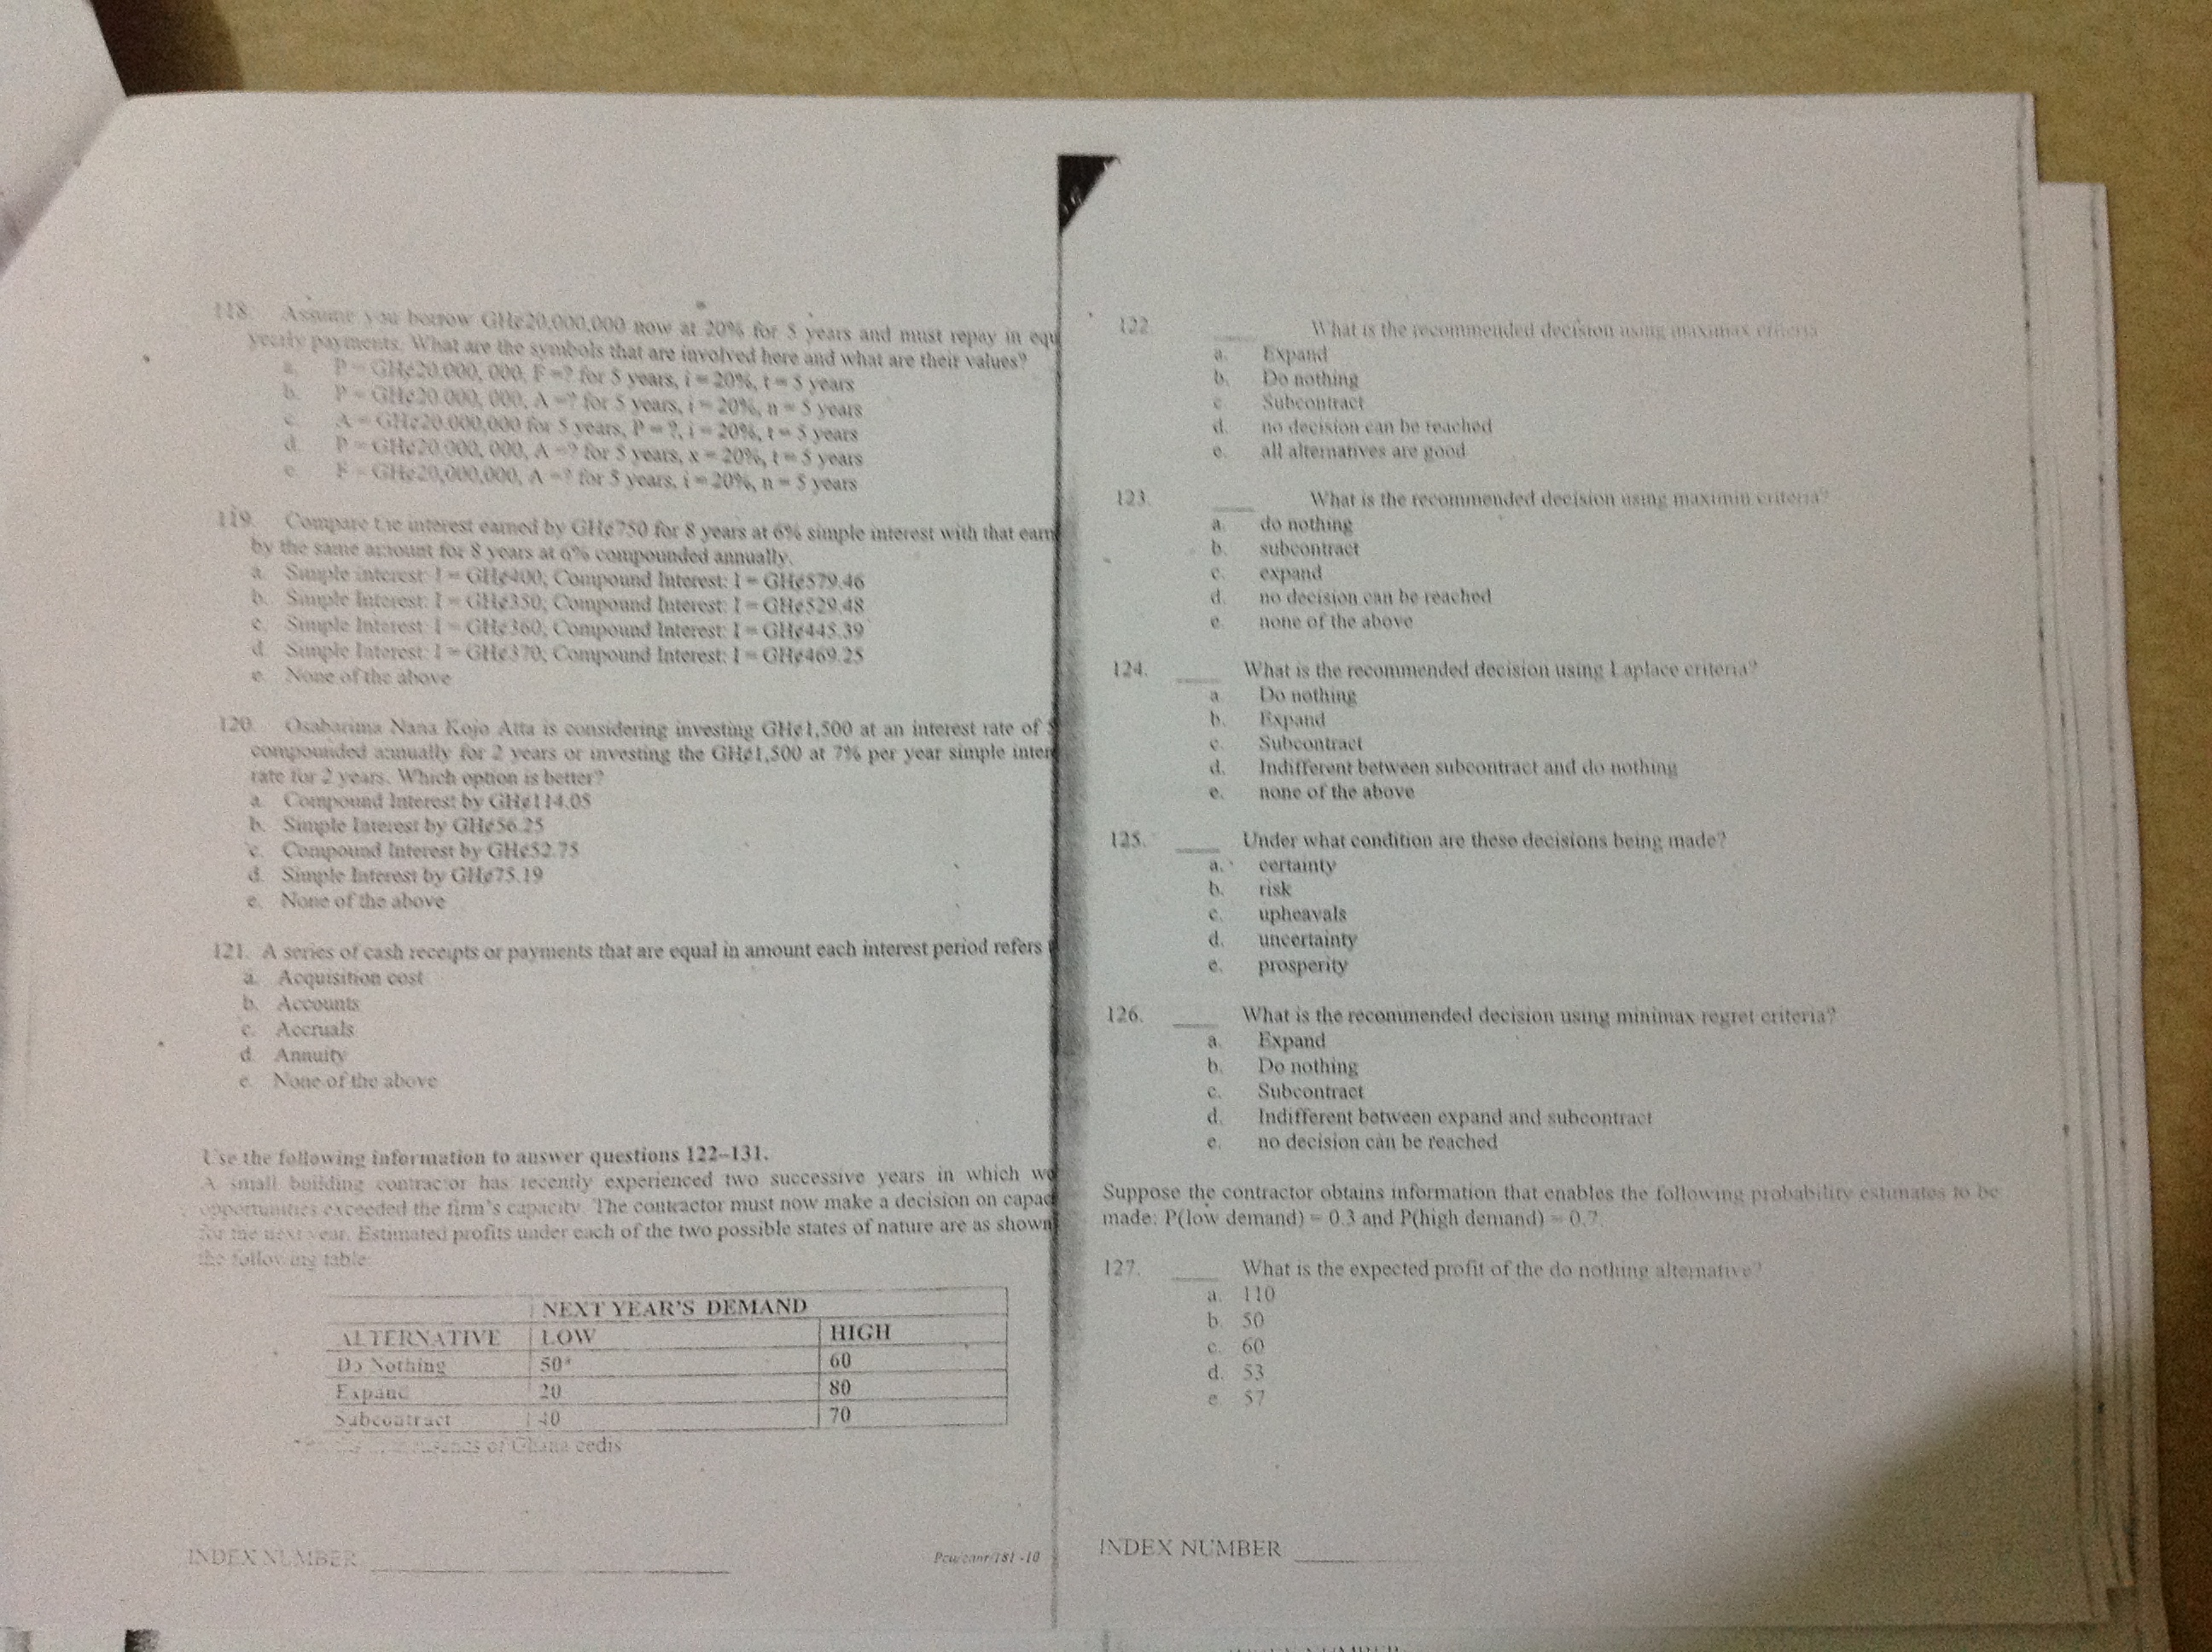 118. Assume you borrow GH¢20,000,000 now at 20% for 5 years and must repay in equ
yearly payments. What are the symbols that are involved here and what are their values?
a. P = GH¢20,000, 000, F =? for 5 years, i = 20%, t = 5 years
b. P = GH¢20,000, 000, A =? for 5 years, i = 20%, n = 5 years
c. A = GH¢20,000,000 for 5 years, P = ?, i = 20%, t = 5 years
d. P = GH¢20,000, 000, A =? for 5 years, x = 20%, t = 5 years
e. F = GH¢20,000,000, A =? for 5 years, i = 20%, n = 5 years
119. Compare the interest earned by GH¢750 for 8 years at 6% simple interest with that earn
by the same amount for 8 years at 6% compounded annually.
a. Simple interest: I = GH¢400; Compound Interest: I = GH¢579.46
b. Simple Interest: I = GH¢350; Compound Interest: I = GH¢529.48
c. Simple Interest: I = GH¢360; Compound Interest: I = GH¢445.39
d. Simple Interest: I = GH¢370; Compound Interest: I = GH¢469.25
e. None of the above
120. Osabarima Nana Kojo Atta is considering investing GH¢1,500 at an interest rate of
compounded annually for 2 years or investing the GH¢1,500 at 7% per year simple inter
rate for 2 years. Which option is better?
a. Compound Interest by GH¢114.05
b. Simple Interest by GH¢56.25
c. Compound Interest by GH¢52.75
d. Simple Interest by GH¢75.19
e. None of the above
121. A series of cash receipts or payments that are equal in amount each interest period refers
a. Acquisition cost
b. Accounts
c. Accruals
d. Annuity
e. None of the above
Use the following information to answer questions 122–131.
A small building contractor has recently experienced two successive years in which wo
opportunities exceeded the firm's capacity. The contractor must now make a decision on capac
for the next year. Estimated profits under each of the two possible states of nature are as shown
the following table:
NEXT YEAR'S DEMAND
ALTERNATIVE LOW HIGH
Do Nothing 50* 60
Expand 20 80
Subcontract 40 70
of Ghana cedis
INDEX NUMBER ____________
Pcu/canr/181 -10
122. ____ What is the recommended decision using maximax criteria
a. Expand
b. Do nothing
c. Subcontract
d. no decision can be reached
e. all alternatives are good
123. ____ What is the recommended decision using maximin criteria?
a. do nothing
b. subcontract
c. expand
d. no decision can be reached
e. none of the above
124. ____ What is the recommended decision using Laplace criteria?
a. Do nothing
b. Expand
c. Subcontract
d. Indifferent between subcontract and do nothing
e. none of the above
125. ____ Under what condition are these decisions being made?
a. certainty
b. risk
c. upheavals
d. uncertainty
e. prosperity
126. ____ What is the recommended decision using minimax regret criteria?
a. Expand
b. Do nothing
c. Subcontract
d. Indifferent between expand and subcontract
e. no decision can be reached
Suppose the contractor obtains information that enables the following probability estimates to be
made: P(low demand) = 0.3 and P(high demand) = 0.7.
127. ____ What is the expected profit of the do nothing alternative?
a. 110
b. 50
c. 60
d. 53
e. 57
INDEX NUMBER ____